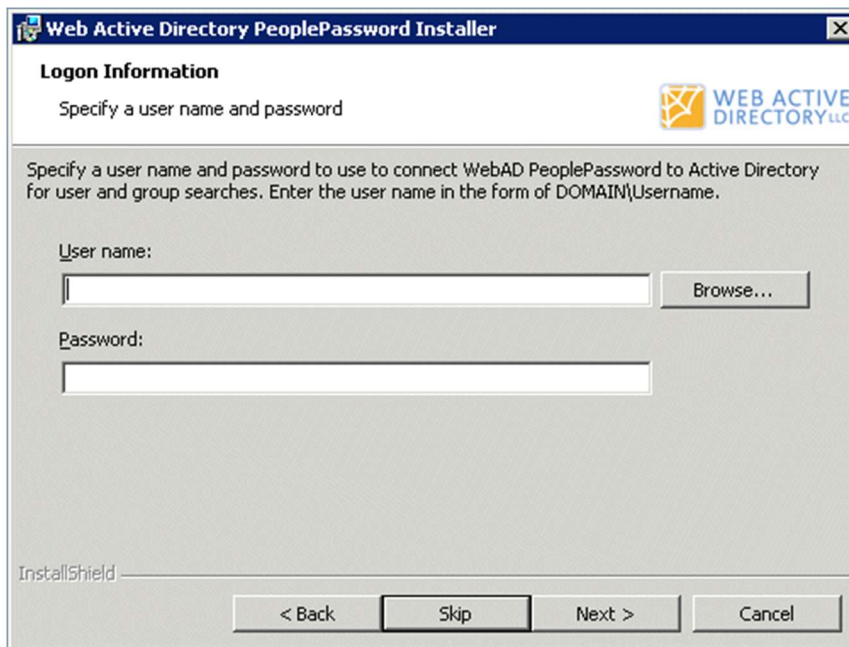 Web Active Directory PeoplePassword Installer
Logon Information
Specify a user name and password
WEB ACTIVE
DIRECTORY LLC
Specify a user name and password to use to connect WebAD PeoplePassword to Active Directory
for user and group searches. Enter the user name in the form of DOMAIN\Username.
User name:
Browse...
Password:
InstallShield
< Back
Skip
Next >
Cancel